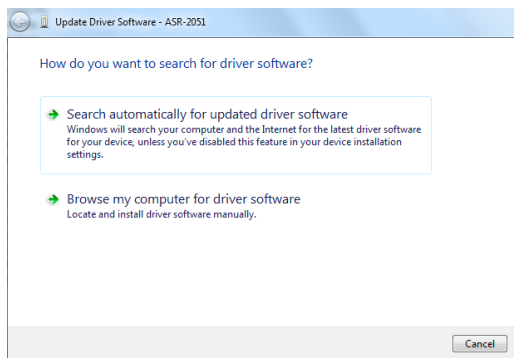 Update Driver Software - ASR-2051
How do you want to search for driver software?
Search automatically for updated driver software
Windows will search your computer and the Internet for the latest driver software
for your device, unless you've disabled this feature in your device installation
settings.
Browse my computer for driver software
Locate and install driver software manually.
Cancel